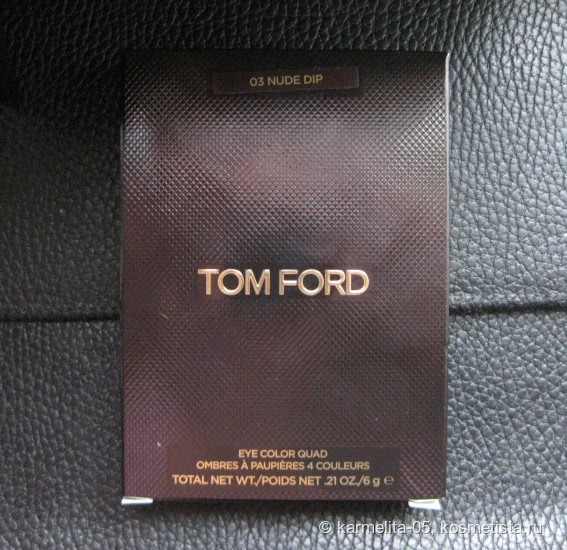 03 NUDE DIP
TOM FORD
EYE COLOR QUAD
OMBRES À PAUPIÈRES 4 COULEURS
TOTAL NET WT./POIDS NET .21 OZ./6 g ℮
© karmelita-05, kosmetista.ru